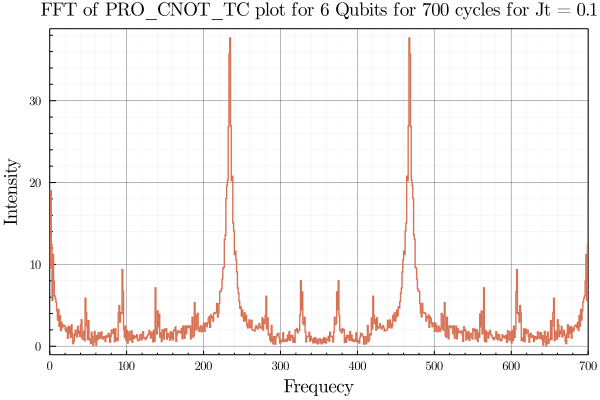 FFT of PRO_CNOT_TC plot for 6 Qubits for 700 cycles for Jt = 0.1
30
20
10
0
Intensity
0 100 200 300 400 500 600 700
Frequecy